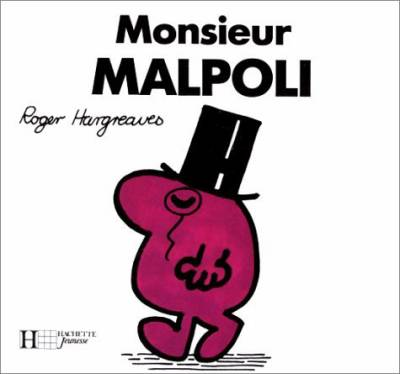 Monsieur
MALPOLI
Roger Hargreaves
H HACHETTE
Jeunesse